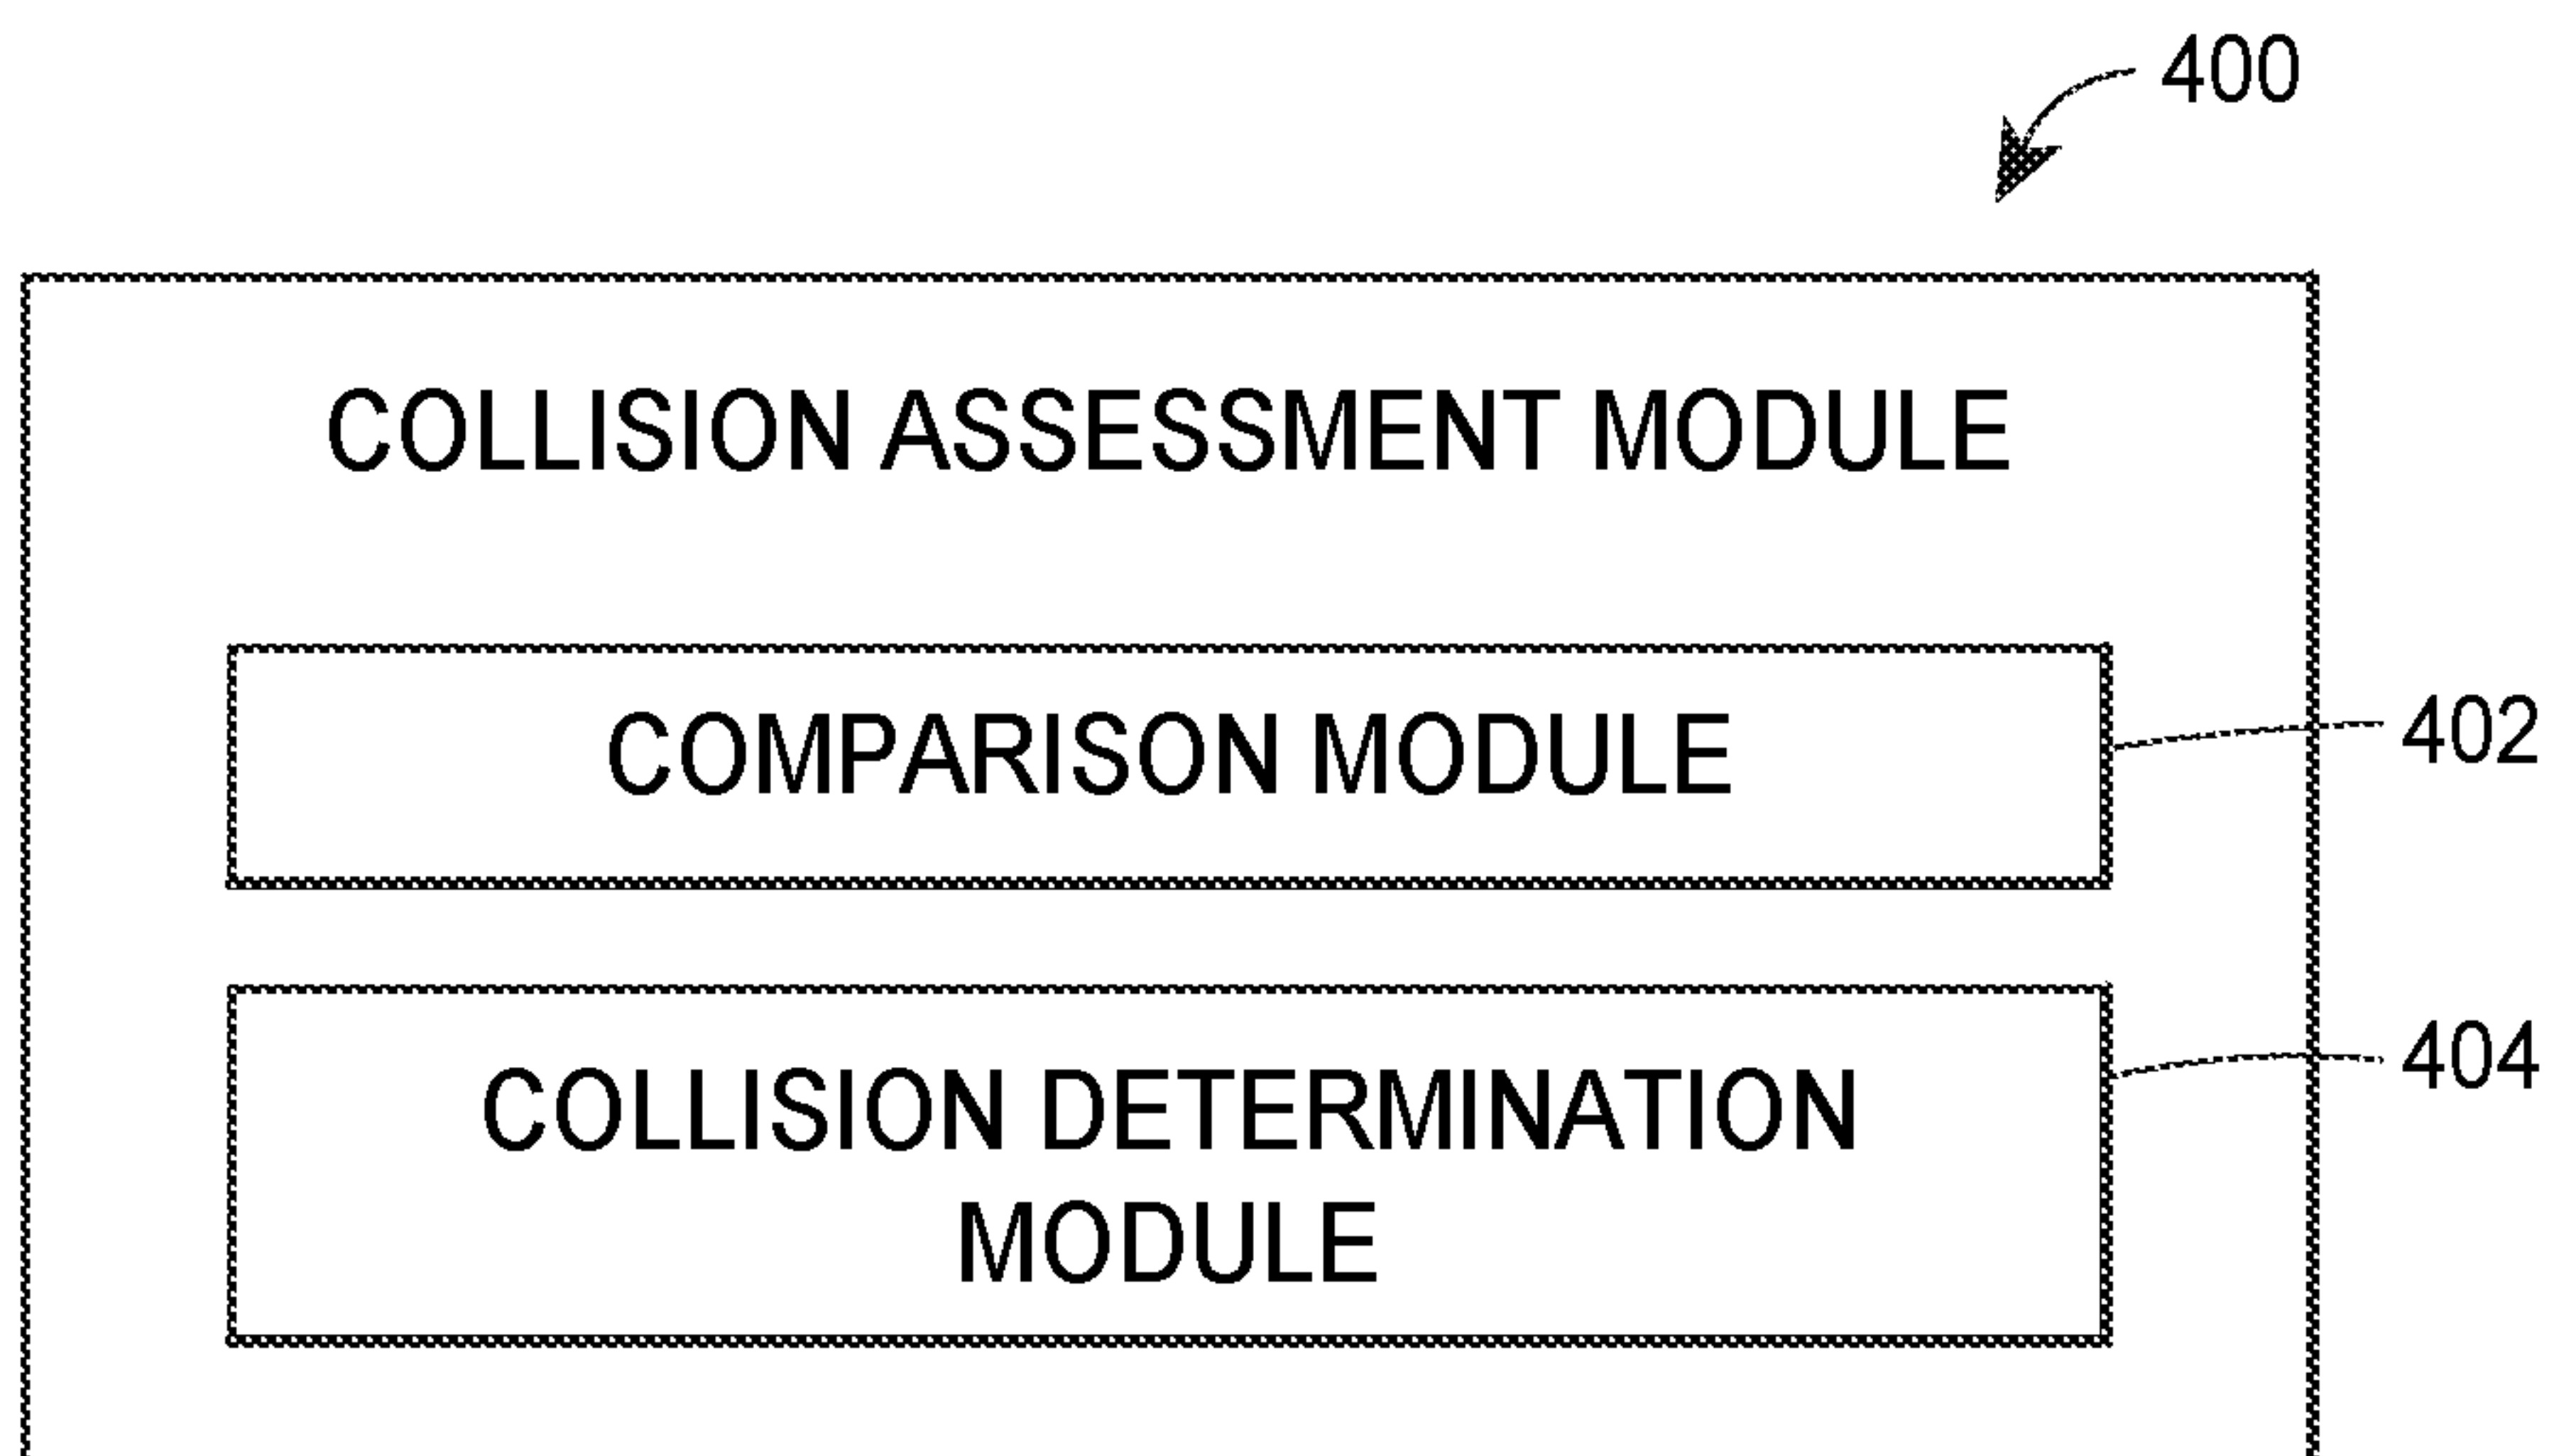 400
COLLISION ASSESSMENT MODULE
COMPARISON MODULE
402
COLLISION DETERMINATION
MODULE
404